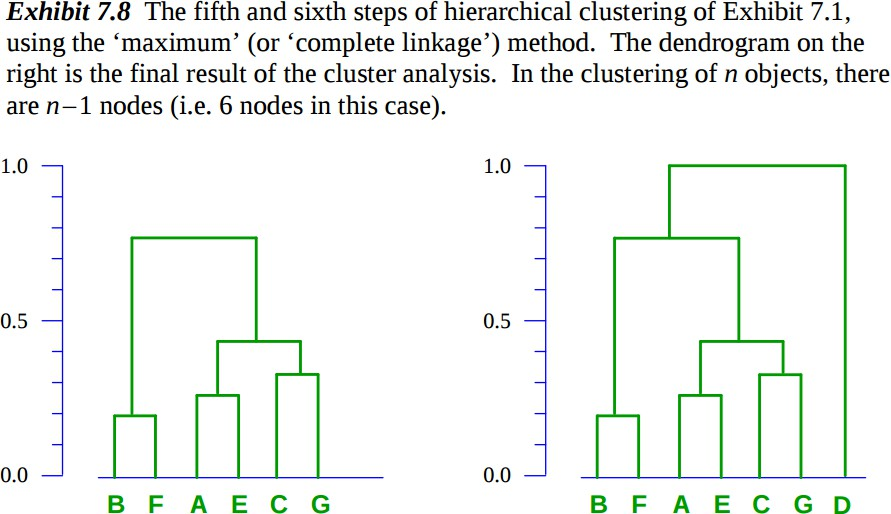 Exhibit 7.8 The fifth and sixth steps of hierarchical clustering of Exhibit 7.1,
using the ‘maximum’ (or ‘complete linkage’) method. The dendrogram on the
right is the final result of the cluster analysis. In the clustering of n objects, there
are n–1 nodes (i.e. 6 nodes in this case).
1.0
0.5
0.0
B F A E C G
1.0
0.5
0.0
B F A E C G D